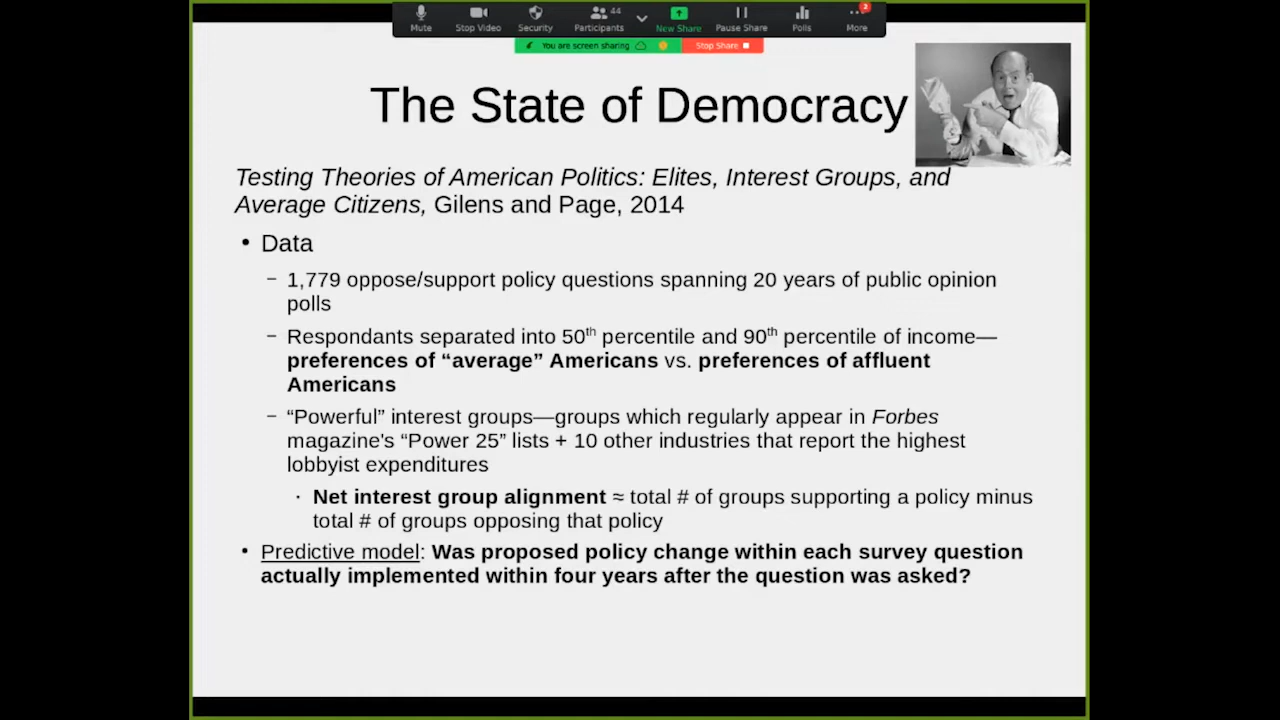 44
2
Mute
Stop Video
Security
Participants
New Share
Pause Share
Polls
More
You are screen sharing
Stop Share
The State of Democracy
Testing Theories of American Politics: Elites, Interest Groups, and
Average Citizens, Gilens and Page, 2014
• Data
– 1,779 oppose/support policy questions spanning 20 years of public opinion
polls
– Respondants separated into 50th percentile and 90th percentile of income—
preferences of “average” Americans vs. preferences of affluent
Americans
– “Powerful” interest groups—groups which regularly appear in Forbes
magazine's “Power 25” lists + 10 other industries that report the highest
lobbyist expenditures
· Net interest group alignment ≈ total # of groups supporting a policy minus
total # of groups opposing that policy
• Predictive model: Was proposed policy change within each survey question
actually implemented within four years after the question was asked?